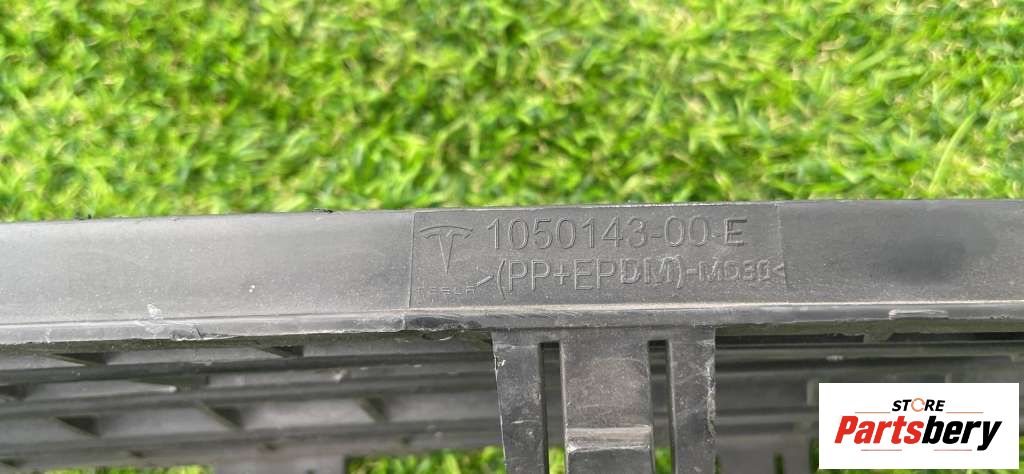 1050143-00-E
TESLA >(PP+EPDM)-MD30<
STORE
Partsbery